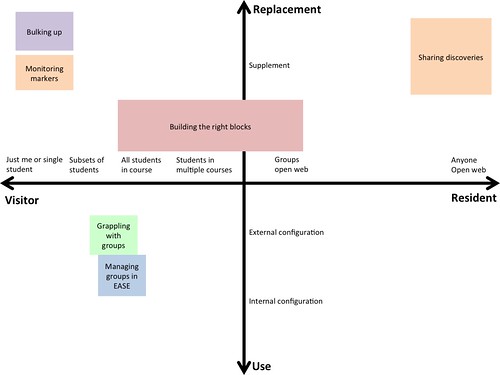 Replacement
Bulking up
Sharing discoveries
Monitoring
markers
Supplement
Building the right blocks
Just me or single
student
Subsets of
students
All students
in course
Students in
multiple courses
Groups
open web
Anyone
Open web
Visitor
Resident
Grappling
with
groups
External configuration
Managing
groups in
EASE
Internal configuration
Use